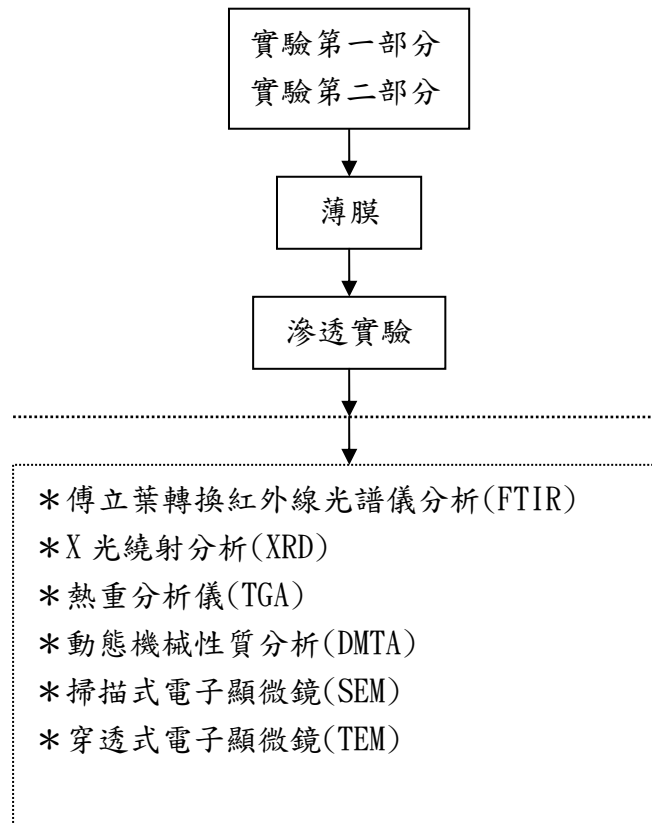 實驗第一部分
實驗第二部分
薄膜
滲透實驗
＊傅立葉轉換紅外線光譜儀分析(FTIR)
＊X 光繞射分析(XRD)
＊熱重分析儀(TGA)
＊動態機械性質分析(DMTA)
＊掃描式電子顯微鏡(SEM)
＊穿透式電子顯微鏡(TEM)